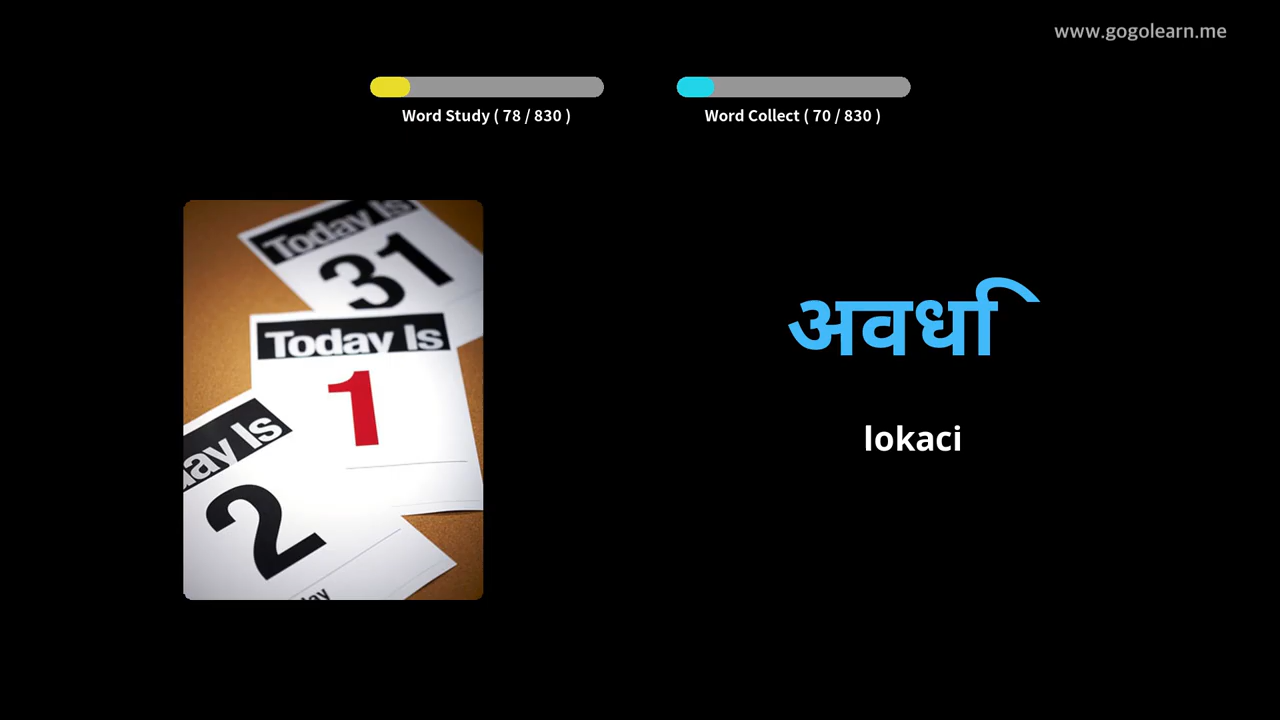 www.gogolearn.me
Word Study ( 78 / 830 )
Word Collect ( 70 / 830 )
Today Is
31
Today Is
1
ay Is
2
अवधि
lokaci